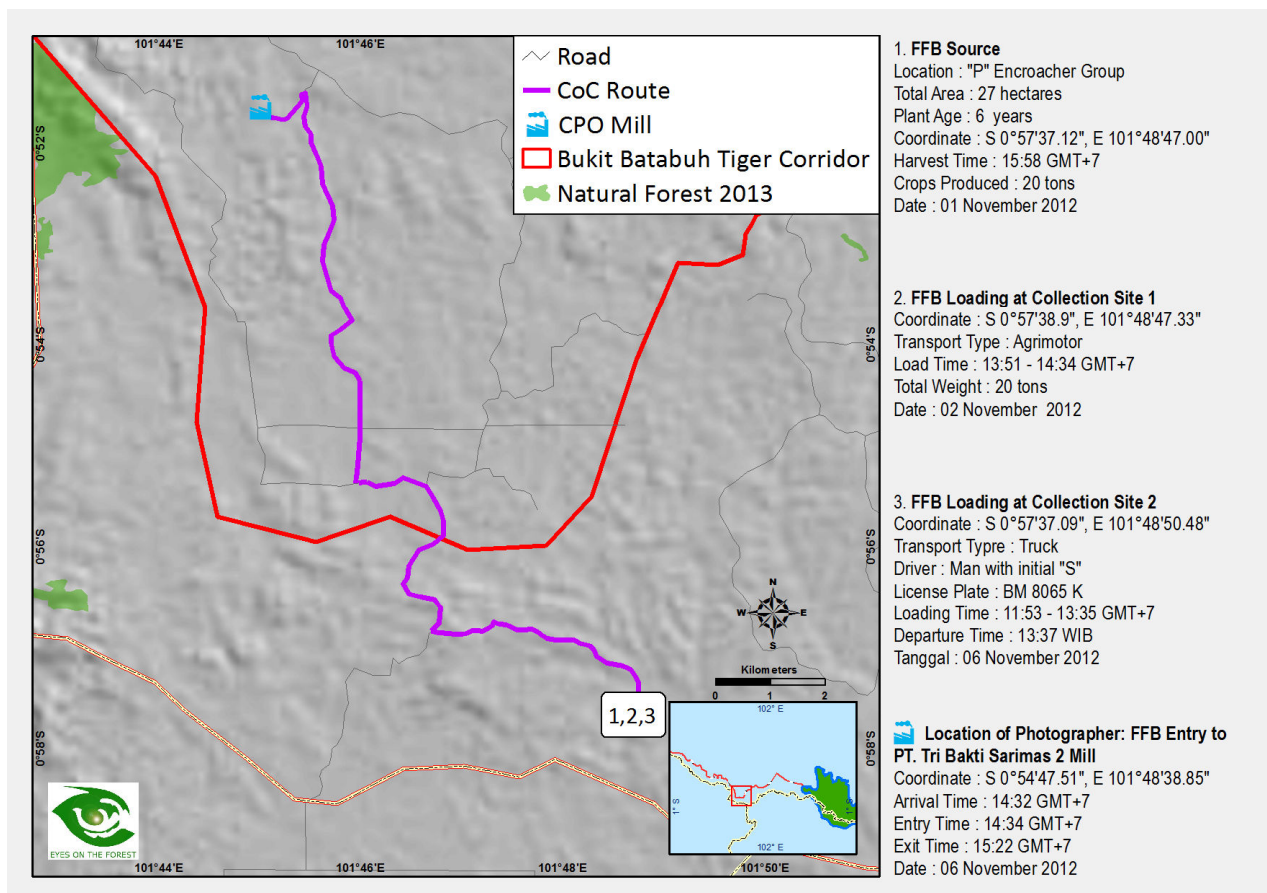 101°44'E
101°46'E
0°52'S
0°54'S
0°54'S
0°56'S
0°56'S
0°58'S
0°58'S
101°44'E
101°46'E
101°48'E
101°50'E
Road
CoC Route
CPO Mill
Bukit Batabuh Tiger Corridor
Natural Forest 2013
N
W
E
S
Kilometers
0
1
2
1,2,3
102° E
1° S
1° S
102° E
EYES ON THE FOREST
1. FFB Source
Location : "P" Encroacher Group
Total Area : 27 hectares
Plant Age : 6 years
Coordinate : S 0°57'37.12", E 101°48'47.00"
Harvest Time : 15:58 GMT+7
Crops Produced : 20 tons
Date : 01 November 2012
2. FFB Loading at Collection Site 1
Coordinate : S 0°57'38.9", E 101°48'47.33"
Transport Type : Agrimotor
Load Time : 13:51 - 14:34 GMT+7
Total Weight : 20 tons
Date : 02 November 2012
3. FFB Loading at Collection Site 2
Coordinate : S 0°57'37.09", E 101°48'50.48"
Transport Typre : Truck
Driver : Man with initial "S"
License Plate : BM 8065 K
Loading Time : 11:53 - 13:35 GMT+7
Departure Time : 13:37 WIB
Tanggal : 06 November 2012
Location of Photographer: FFB Entry to
PT. Tri Bakti Sarimas 2 Mill
Coordinate : S 0°54'47.51", E 101°48'38.85"
Arrival Time : 14:32 GMT+7
Entry Time : 14:34 GMT+7
Exit Time : 15:22 GMT+7
Date : 06 November 2012